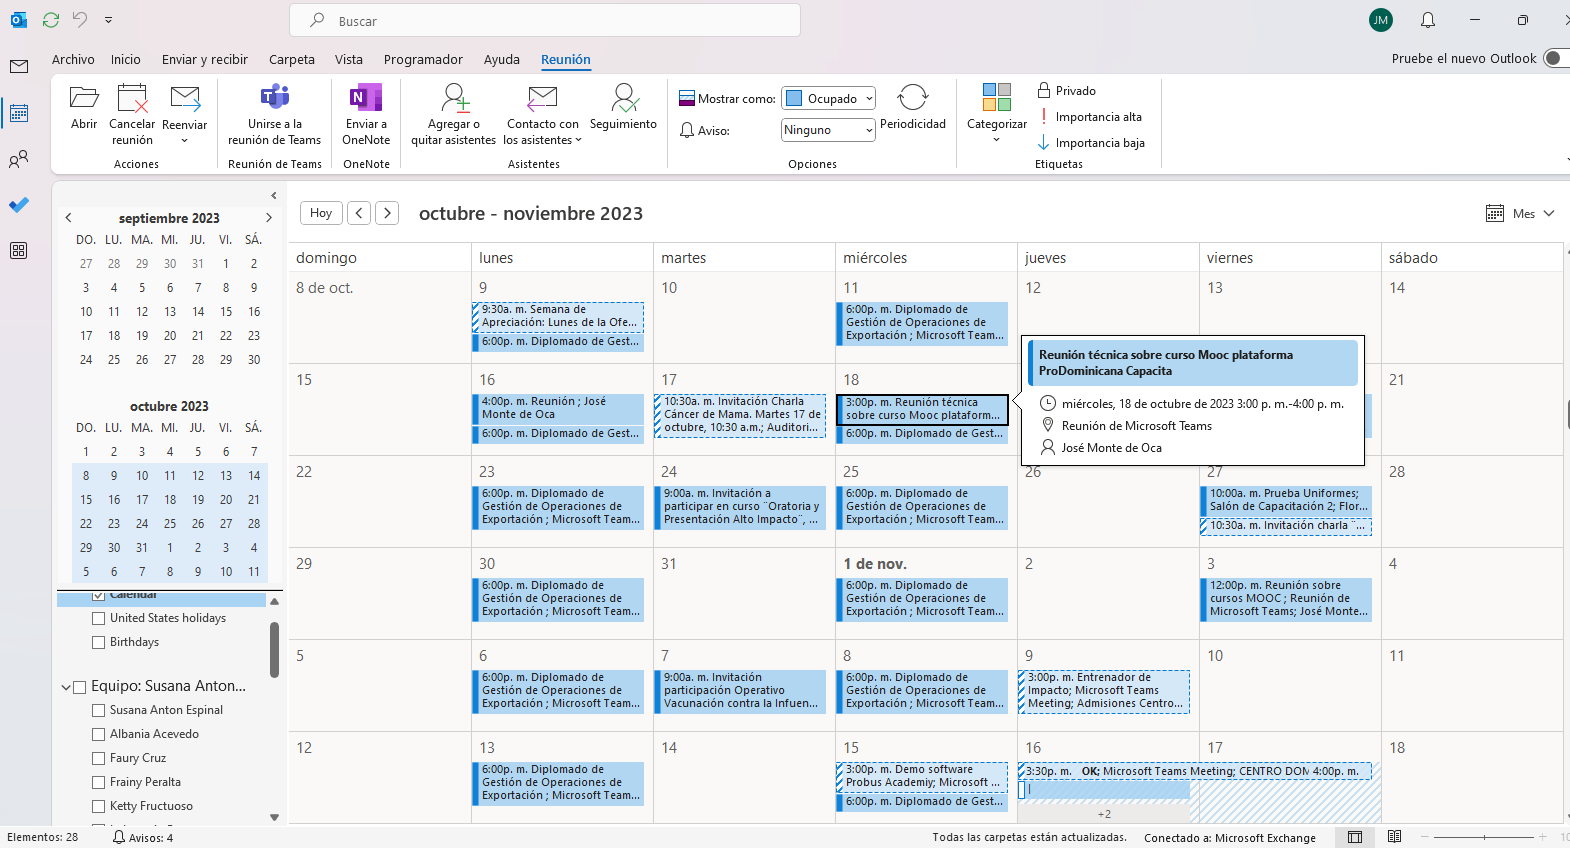 Buscar
JM
Archivo Inicio Enviar y recibir Carpeta Vista Programador Ayuda Reunión
Pruebe el nuevo Outlook
Abrir
Cancelar
reunión
Reenviar
Acciones
Unirse a la
reunión de Teams
Reunión de Teams
Enviar a
OneNote
OneNote
Agregar o
quitar asistentes
Contacto con
los asistentes
Seguimiento
Asistentes
Mostrar como: Ocupado
Aviso: Ninguno
Periodicidad
Opciones
Categorizar
Privado
Importancia alta
Importancia baja
Etiquetas
septiembre 2023
DO. LU. MA. MI. JU. VI. SÁ.
27 28 29 30 31 1 2
3 4 5 6 7 8 9
10 11 12 13 14 15 16
17 18 19 20 21 22 23
24 25 26 27 28 29 30
octubre 2023
DO. LU. MA. MI. JU. VI. SÁ.
1 2 3 4 5 6 7
8 9 10 11 12 13 14
15 16 17 18 19 20 21
22 23 24 25 26 27 28
29 30 31 1 2 3 4
5 6 7 8 9 10 11
Calendar
United States holidays
Birthdays
Equipo: Susana Anton...
Susana Anton Espinal
Albania Acevedo
Faury Cruz
Frainy Peralta
Ketty Fructuoso
Hoy
octubre - noviembre 2023
Mes
domingo lunes martes miércoles jueves viernes sábado
8 de oct. 9 10 11 12 13 14
9:30a. m. Semana de
Apreciación: Lunes de la Ofe...
6:00p. m. Diplomado de Gest...
6:00p. m. Diplomado de
Gestión de Operaciones de
Exportación ; Microsoft Team...
15 16 17 18 21
4:00p. m. Reunión ; José
Monte de Oca
6:00p. m. Diplomado de Gest...
10:30a. m. Invitación Charla
Cáncer de Mama. Martes 17 de
octubre, 10:30 a.m.; Auditori...
3:00p. m. Reunión técnica
sobre curso Mooc plataform...
6:00p. m. Diplomado de Gest...
Reunión técnica sobre curso Mooc plataforma
ProDominicana Capacita
miércoles, 18 de octubre de 2023 3:00 p. m.-4:00 p. m.
Reunión de Microsoft Teams
José Monte de Oca
22 23 24 25 26 27 28
6:00p. m. Diplomado de
Gestión de Operaciones de
Exportación ; Microsoft Team...
9:00a. m. Invitación a
participar en curso ¨Oratoria y
Presentación Alto Impacto¨, ...
6:00p. m. Diplomado de
Gestión de Operaciones de
Exportación ; Microsoft Team...
10:00a. m. Prueba Uniformes;
Salón de Capacitación 2; Flor...
10:30a. m. Invitación charla ¨...
29 30 31 1 de nov. 2 3 4
6:00p. m. Diplomado de
Gestión de Operaciones de
Exportación ; Microsoft Team...
6:00p. m. Diplomado de
Gestión de Operaciones de
Exportación ; Microsoft Team...
12:00p. m. Reunión sobre
cursos MOOC ; Reunión de
Microsoft Teams; José Monte...
5 6 7 8 9 10 11
6:00p. m. Diplomado de
Gestión de Operaciones de
Exportación ; Microsoft Team...
9:00a. m. Invitación
participación Operativo
Vacunación contra la Infuen...
6:00p. m. Diplomado de
Gestión de Operaciones de
Exportación ; Microsoft Team...
3:00p. m. Entrenador de
Impacto; Microsoft Teams
Meeting; Admisiones Centro...
12 13 14 15 16 17 18
6:00p. m. Diplomado de
Gestión de Operaciones de
Exportación ; Microsoft Team...
3:00p. m. Demo software
Probus Academiy; Microsoft ...
6:00p. m. Diplomado de Gest...
3:30p. m. OK; Microsoft Teams Meeting; CENTRO 4:00p. m.
+2
Elementos: 28
Avisos: 4
Todas las carpetas están actualizadas.
Conectado a: Microsoft Exchange